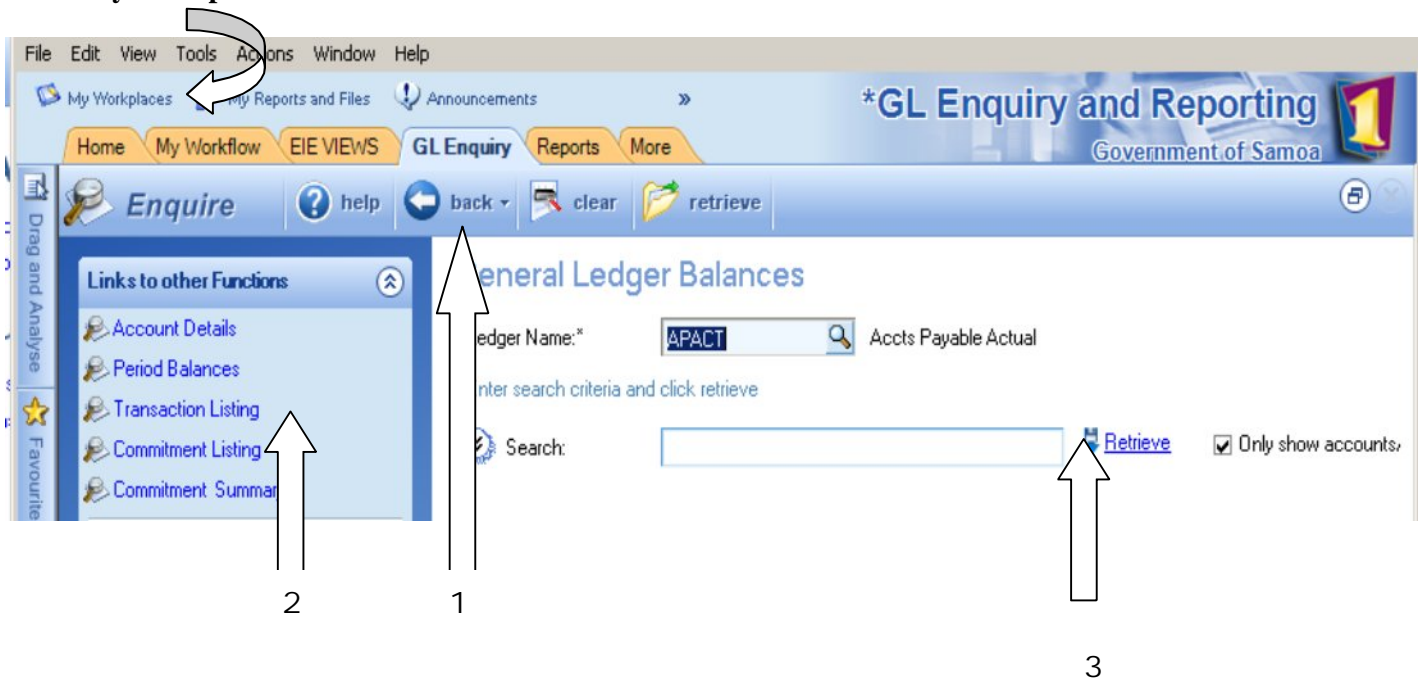 File Edit View Tools Actions Window Help
My Workplaces My Reports and Files Announcements »
*GL Enquiry and Reporting
Government of Samoa
Home My Workflow EIE VIEWS GL Enquiry Reports More
Enquire help back clear retrieve
Drag and Analyse
Favourite
Links to other Functions
Account Details
Period Balances
Transaction Listing
Commitment Listing
Commitment Summar
eneral Ledger Balances
edger Name:* APACT Accts Payable Actual
nter search criteria and click retrieve
Search: Retrieve Only show accounts
2 1
3